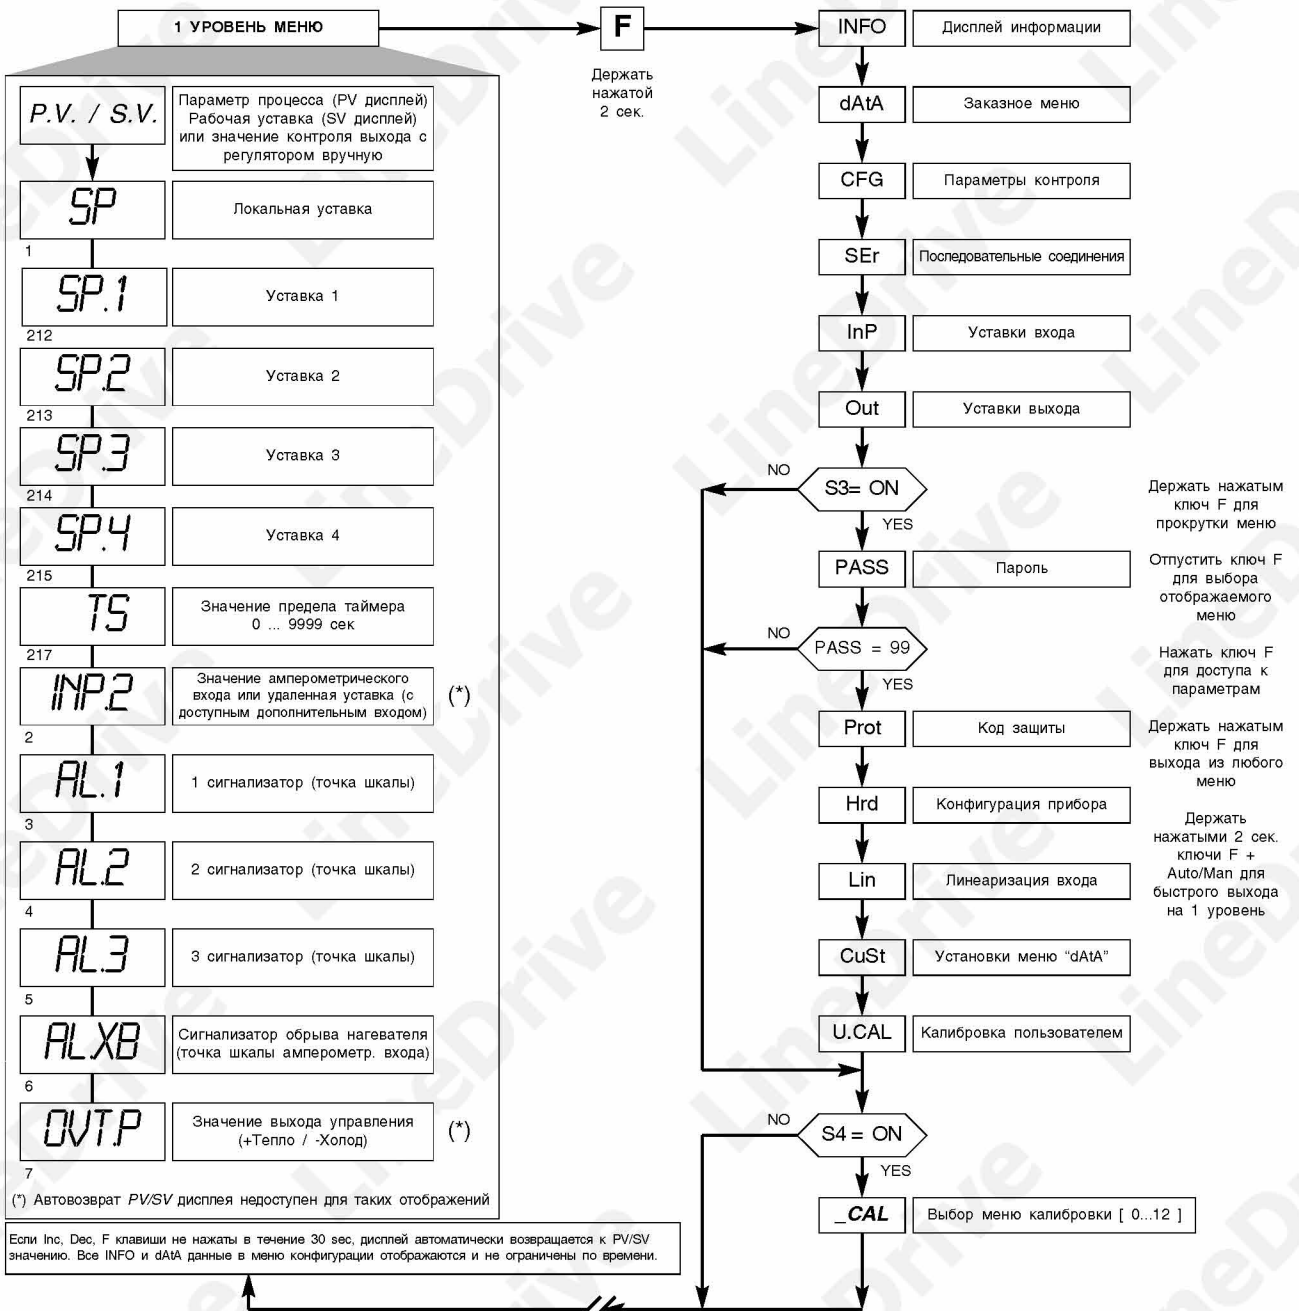 1 УРОВЕНЬ МЕНЮ
F
Держать
нажатой
2 сек.
P.V. / S.V.
Параметр процесса (PV дисплей)
Рабочая уставка (SV дисплей)
или значение контроля выхода с
регулятором вручную
SP
Локальная уставка
1
SP.1
Уставка 1
212
SP.2
Уставка 2
213
SP.3
Уставка 3
214
SP.4
Уставка 4
215
TS
Значение предела таймера
0 ... 9999 сек
217
INP.2
Значение амперометрического
входа или удаленная уставка (с
доступным дополнительным входом)
(*)
2
AL.1
1 сигнализатор (точка шкалы)
3
AL.2
2 сигнализатор (точка шкалы)
4
AL.3
3 сигнализатор (точка шкалы)
5
AL.XB
Сигнализатор обрыва нагевателя
(точка шкалы амперометр. входа)
6
OUT.P
Значение выхода управления
(+Тепло / -Холод)
(*)
7
(*) Автовозврат PV/SV дисплея недоступен для таких отображений
Если Inc, Dec, F клавиши не нажаты в течение 30 sec, дисплей автоматически возвращается к PV/SV
значению. Все INFO и dAtA данные в меню конфигурации отображаются и не ограничены по времени.
INFO
Дисплей информации
dAtA
Заказное меню
CFG
Параметры контроля
SEr
Последовательные соединения
InP
Уставки входа
Out
Уставки выхода
NO
S3= ON
YES
PASS
Пароль
NO
PASS = 99
YES
Prot
Код защиты
Hrd
Конфигурация прибора
Lin
Линеаризация входа
CuSt
Установки меню “dAtA”
U.CAL
Калибровка пользователем
NO
S4 = ON
YES
_CAL
Выбор меню калибровки [ 0...12 ]
Держать нажатым
ключ F для
прокрутки меню
Отпустить ключ F
для выбора
отображаемого
меню
Нажать ключ F
для доступа к
параметрам
Держать нажатым
ключ F для
выхода из любого
меню
Держать
нажатыми 2 сек.
ключи F +
Auto/Man для
быстрого выхода
на 1 уровень
LineDrive